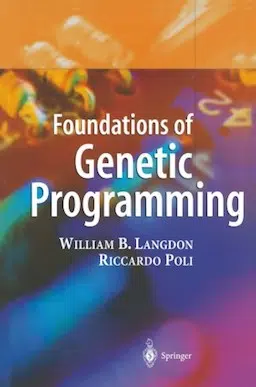 Foundations of
Genetic
Programming
WILLIAM B. LANGDON
RICCARDO POLI
Springer